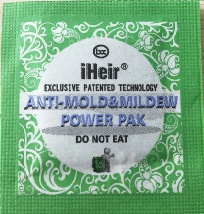 iHeir®
EXCLUSIVE PATENTED TECHNOLOGY
ANTI-MOLD&MILDEW
POWER PAK
DO NOT EAT